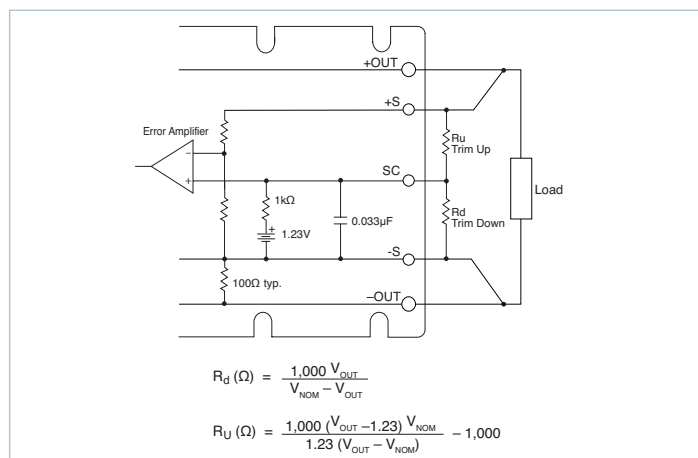 +OUT
+S
Error Amplifier
Ru
Trim Up
−
+
SC
1kΩ
Load
+
1.23V
0.033µF
Rd
Trim Down
-S
100Ω typ.
–OUT
R_d (Ω) = 1,000 V_OUT / (V_NOM – V_OUT)
R_U (Ω) = 1,000 (V_OUT –1.23) V_NOM / 1.23 (V_OUT – V_NOM) – 1,000